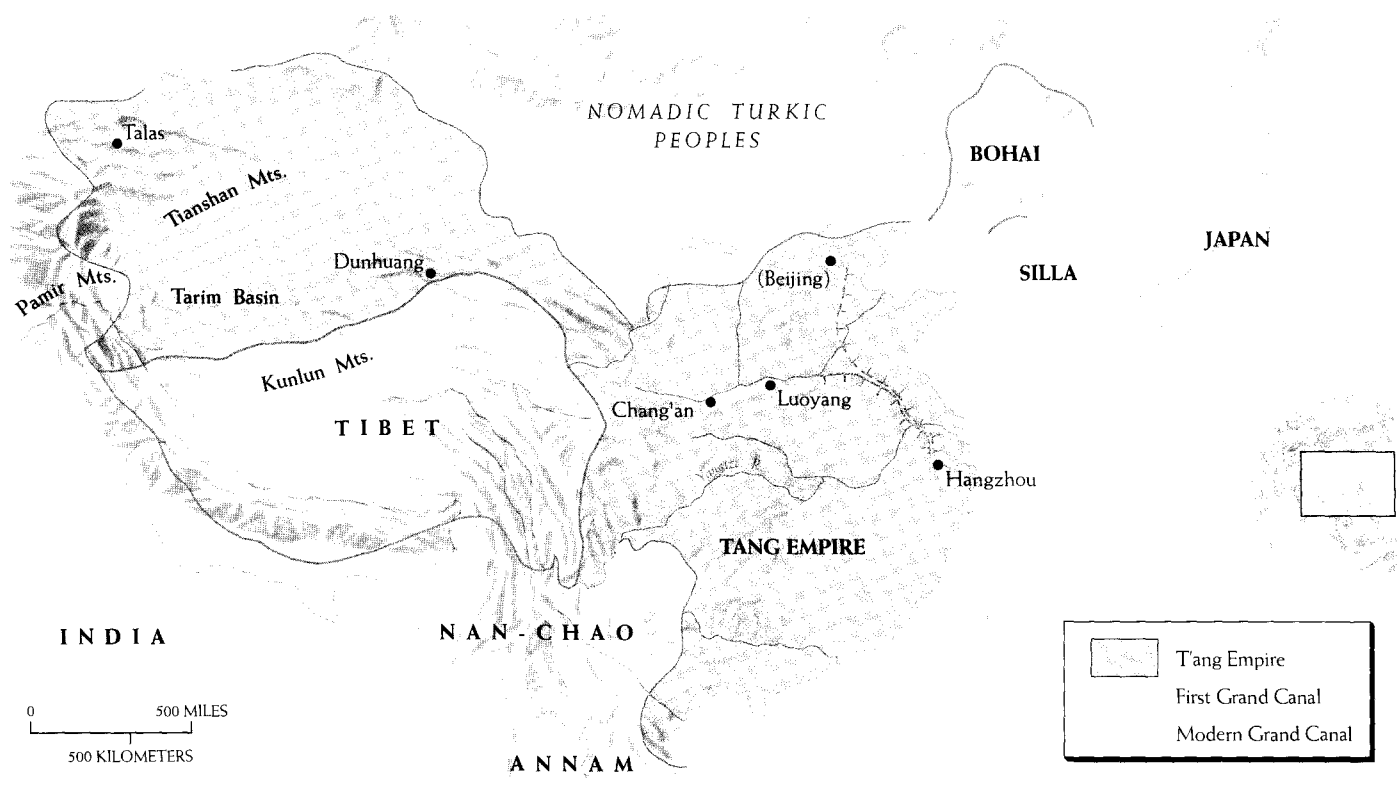 NOMADIC TURKIC
PEOPLES
Talas
BOHAI
Tianshan Mts.
JAPAN
Dunhuang
SILLA
(Beijing)
Pamir Mts.
Tarim Basin
Kunlun Mts.
Chang'an
Luoyang
TIBET
Yangtze R.
Hangzhou
TANG EMPIRE
INDIA
NAN-CHAO
T'ang Empire
First Grand Canal
Modern Grand Canal
0 500 MILES
500 KILOMETERS
ANNAM